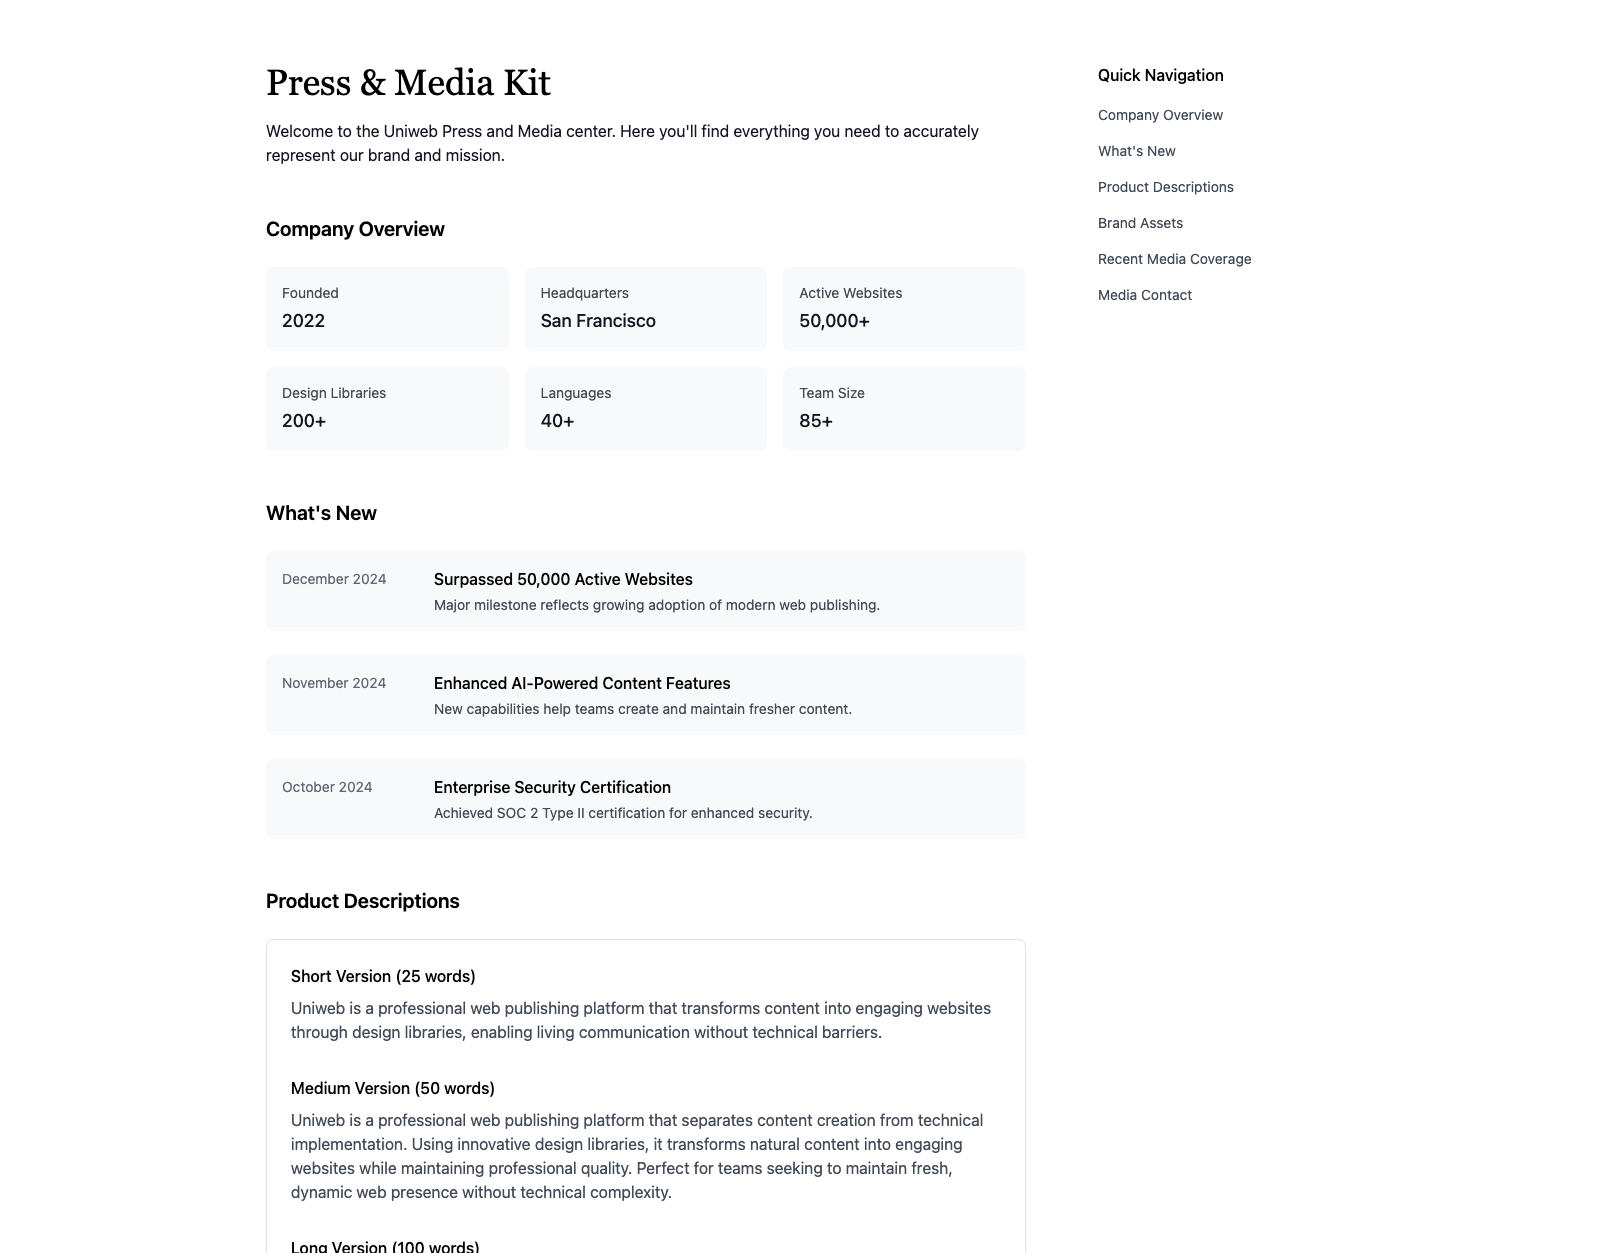 Press & Media Kit
Welcome to the Uniweb Press and Media center. Here you'll find everything you need to accurately
represent our brand and mission.
Company Overview
Founded
2022
Headquarters
San Francisco
Active Websites
50,000+
Design Libraries
200+
Languages
40+
Team Size
85+
What's New
December 2024
Surpassed 50,000 Active Websites
Major milestone reflects growing adoption of modern web publishing.
November 2024
Enhanced AI-Powered Content Features
New capabilities help teams create and maintain fresher content.
October 2024
Enterprise Security Certification
Achieved SOC 2 Type II certification for enhanced security.
Product Descriptions
Short Version (25 words)
Uniweb is a professional web publishing platform that transforms content into engaging websites
through design libraries, enabling living communication without technical barriers.
Medium Version (50 words)
Uniweb is a professional web publishing platform that separates content creation from technical
implementation. Using innovative design libraries, it transforms natural content into engaging
websites while maintaining professional quality. Perfect for teams seeking to maintain fresh,
dynamic web presence without technical complexity.
Long Version (100 words)
Quick Navigation
Company Overview
What's New
Product Descriptions
Brand Assets
Recent Media Coverage
Media Contact